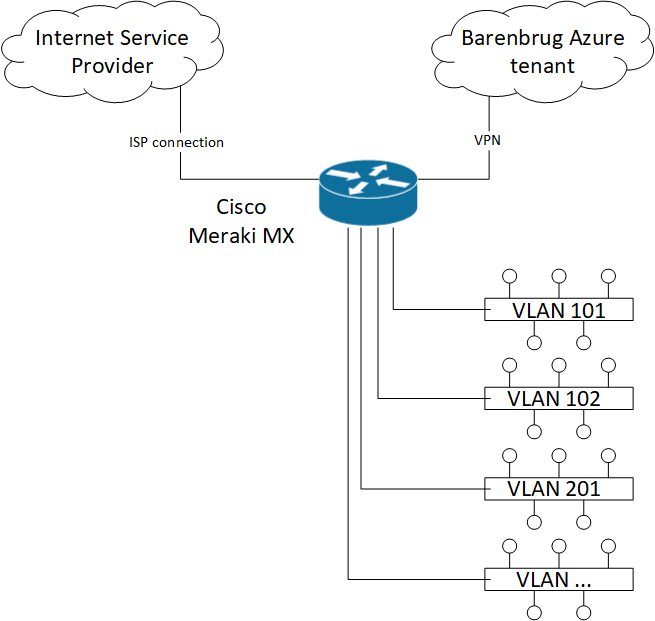 Internet Service
Provider
Barenbrug Azure
tenant
ISP connection
VPN
Cisco
Meraki MX
VLAN 101
VLAN 102
VLAN 201
VLAN ...